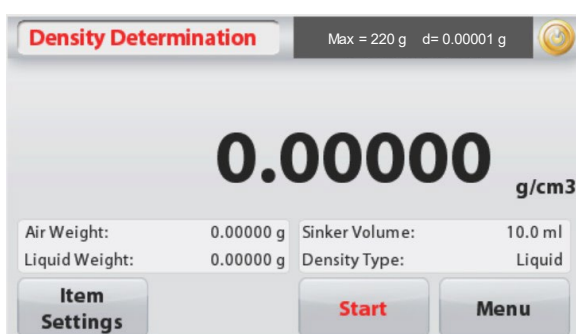 Density Determination Max = 220 g d= 0.00001 g
0.00000 g/cm3
Air Weight: 0.00000 g Sinker Volume: 10.0 ml
Liquid Weight: 0.00000 g Density Type: Liquid
Item Settings Start Menu